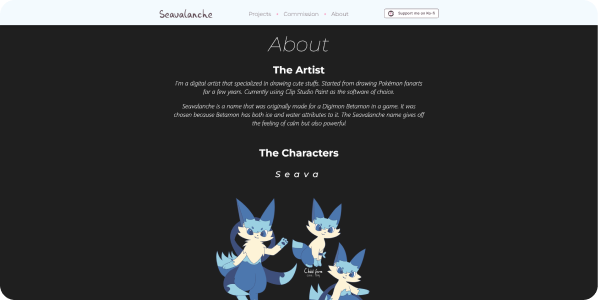 Seavalanche
Projects - Commission - About
Support me on Ko-fi
About
The Artist
I'm a digital artist that specialized in drawing cute stuffs. Started from drawing Pokémon fanarts
for a few years. Currently using Clip Studio Paint as the software of choice.
Seavalanche is a name that was originally made for a Digimon Betamon in a game. It was
chosen because Betamon has both ice and water attributes to it. The Seavalanche name gives off
the feeling of calm but also powerful
The Characters
Seava
Child form